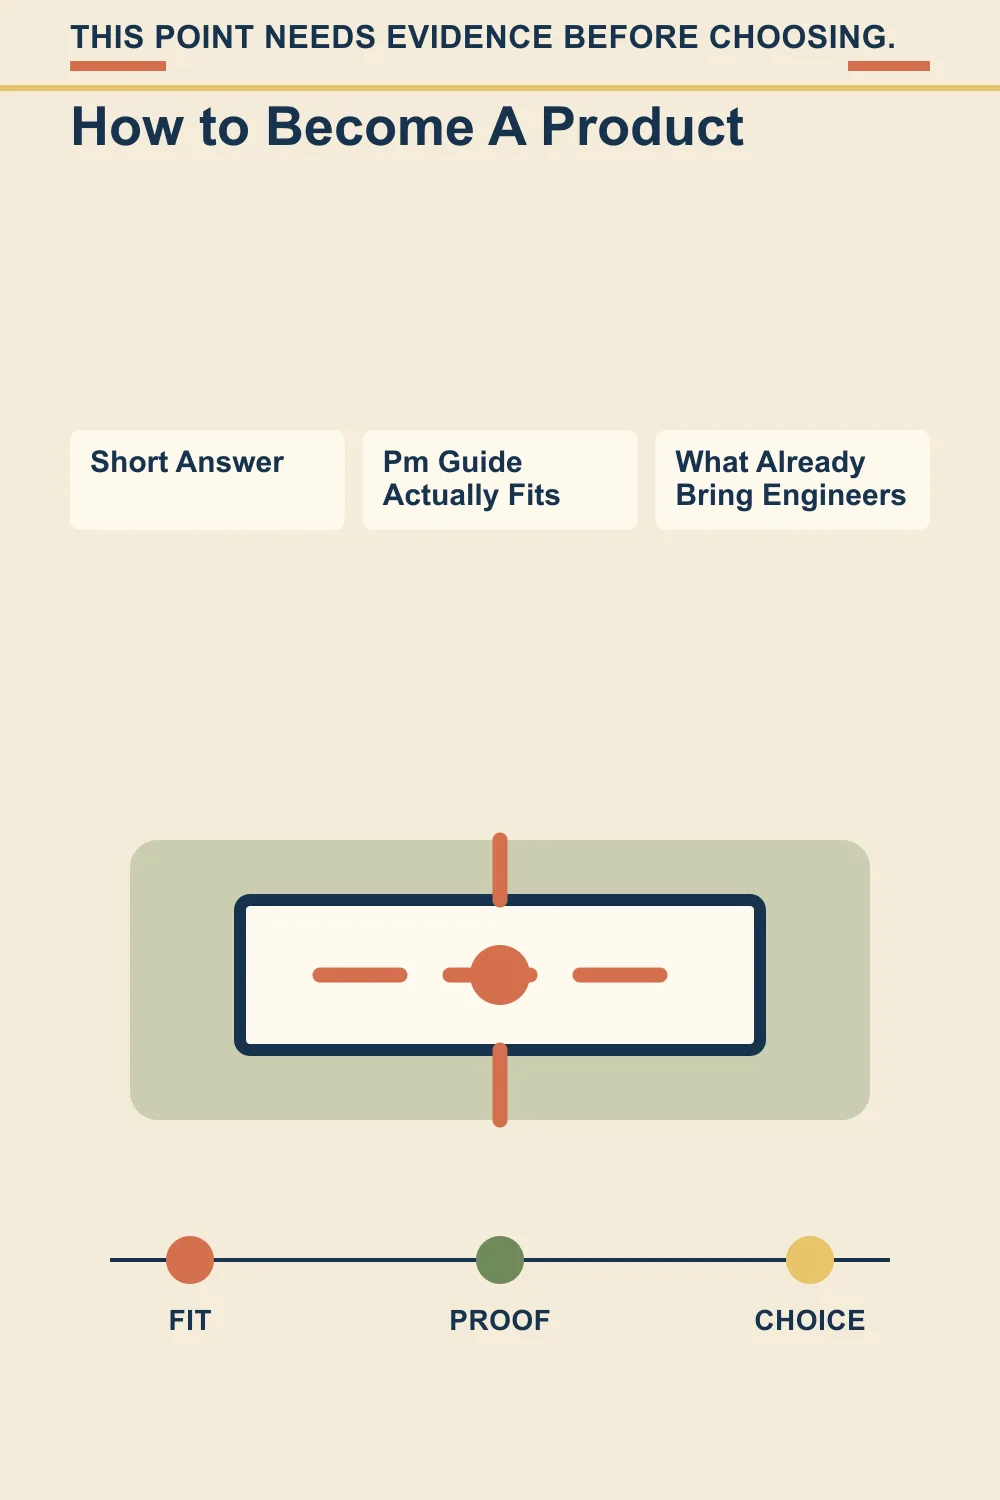 THIS POINT NEEDS EVIDENCE BEFORE CHOOSING.
How to Become A Product
Short Answer
Pm Guide
Actually Fits
What Already
Bring Engineers
FIT
PROOF
CHOICE